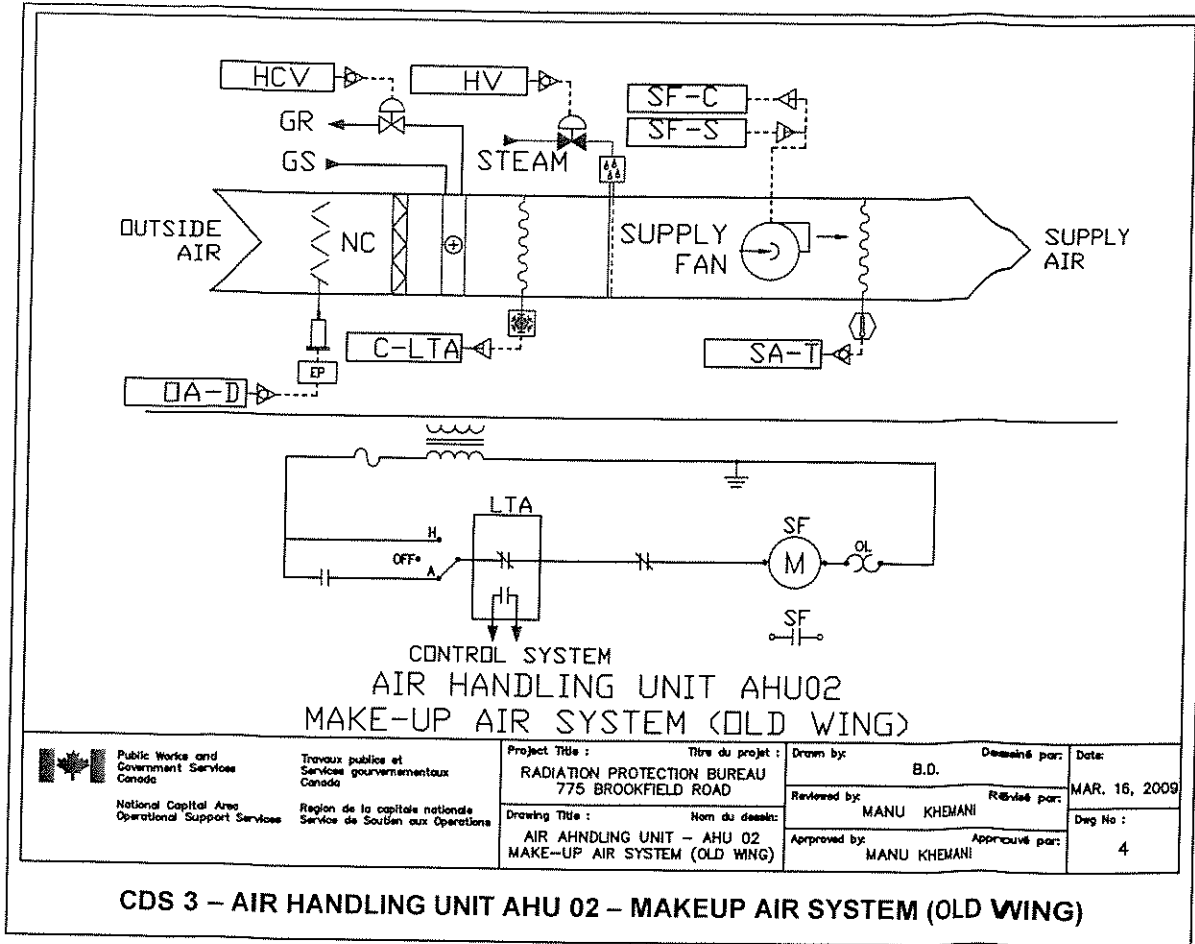 HCV
HV
SF-C
SF-S
GR
GS
STEAM
OUTSIDE
AIR
NC
SUPPLY
FAN
SUPPLY
AIR
C-LTA
EP
OA-D
SA-T
LTA
H
OFF
A
SF
M
OL
SF
CONTROL SYSTEM
AIR HANDLING UNIT AHU02
MAKE-UP AIR SYSTEM (OLD WING)
Public Works and
Government Services
Canada
National Capital Area
Operational Support Services
Travaux publics et
Services gouvernementaux
Canada
Region de la capitale nationale
Service de Soutien aux Operations
Project Title : Titre du projet :
RADIATION PROTECTION BUREAU
775 BROOKFIELD ROAD
Drawing Title : Nom du dessin:
AIR AHNDLING UNIT - AHU 02
MAKE-UP AIR SYSTEM (OLD WING)
Drawn by: Dessiné par:
B.D.
Reviewed by: Révisé par:
MANU KHEMANI
Aprproved by: Approuvé par:
MANU KHEMANI
Date:
MAR. 16, 2009
Dwg No :
4
CDS 3 – AIR HANDLING UNIT AHU 02 – MAKEUP AIR SYSTEM (OLD WING)